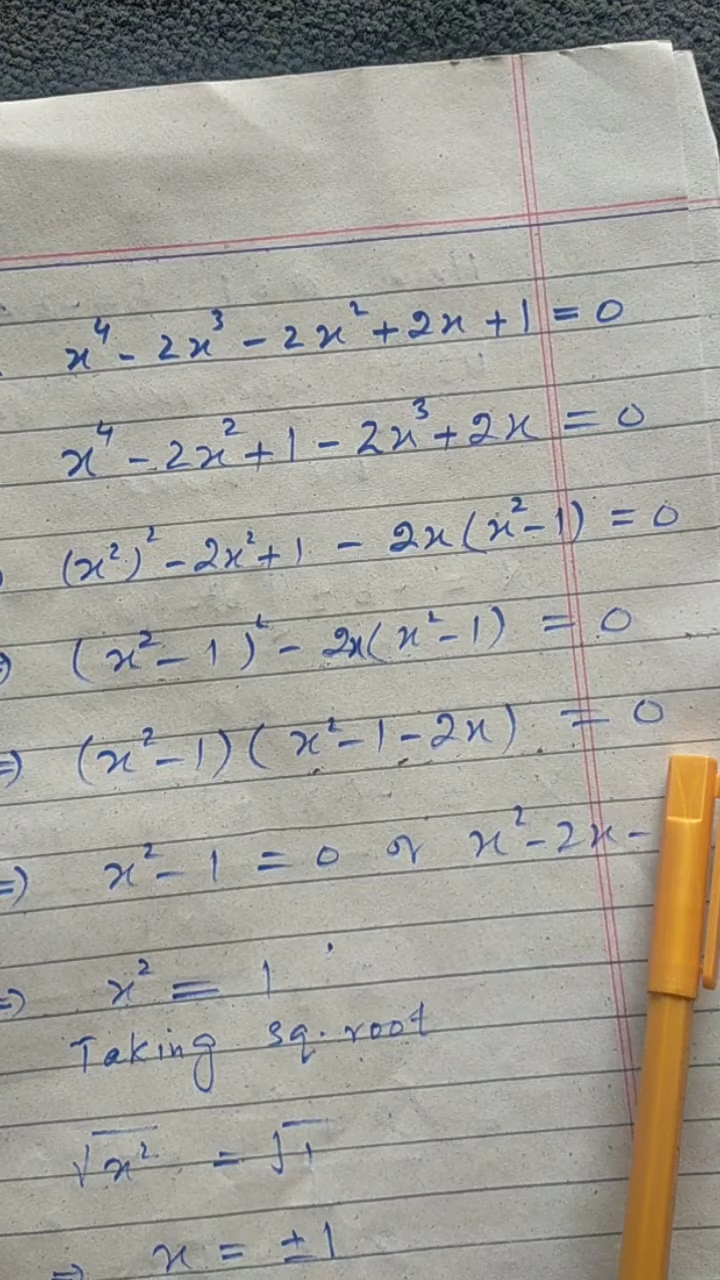 x⁴ - 2x³ - 2x² + 2x + 1 = 0
x⁴ - 2x² + 1 - 2x³ + 2x = 0
(x²)² - 2x² + 1 - 2x(x² - 1) = 0
⇒ (x² - 1)² - 2x(x² - 1) = 0
⇒ (x² - 1)(x² - 1 - 2x) = 0
⇒ x² - 1 = 0 or x² - 2x -
⇒ x² = 1
Taking sq. root
√x² = √1
⇒ x = ±1